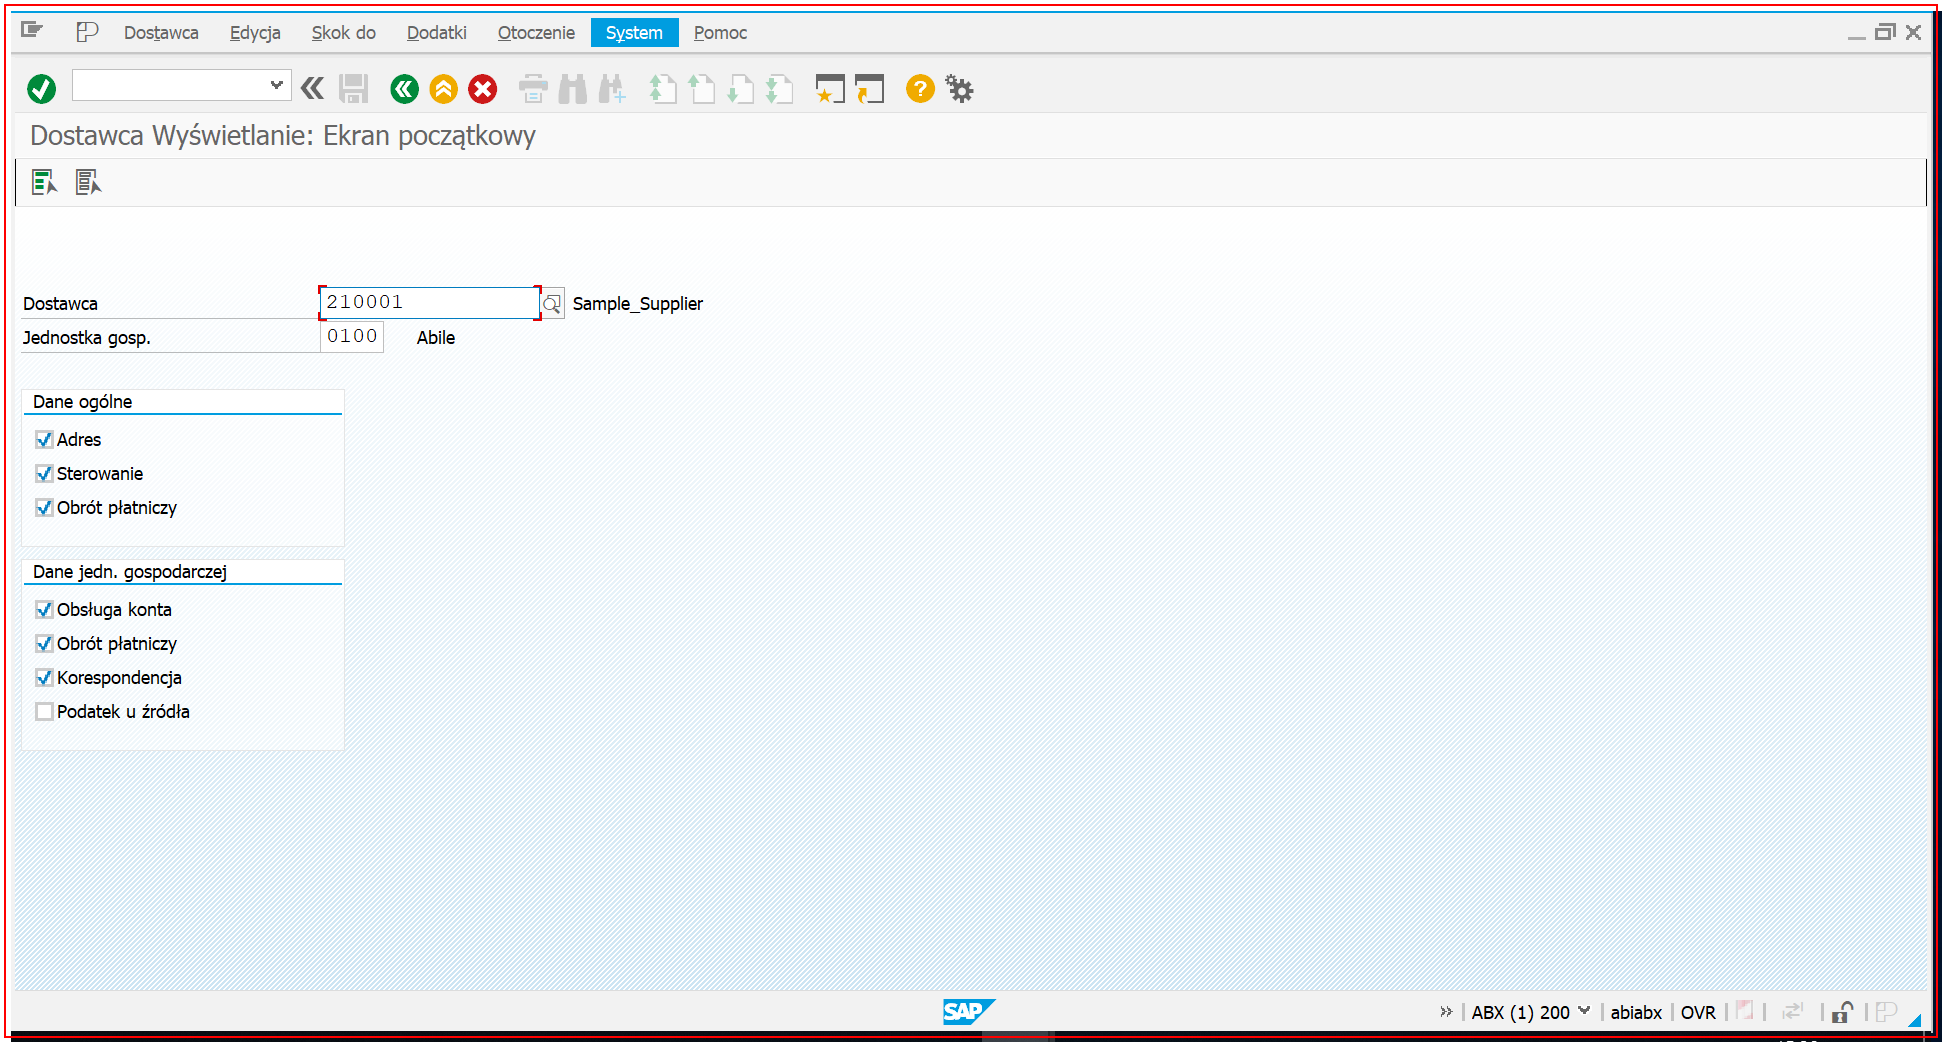 Dostawca Edycja Skok do Dodatki Otoczenie System Pomoc
Dostawca Wyświetlanie: Ekran początkowy
Dostawca 210001 Sample_Supplier
Jednostka gosp. 0100 Abile
Dane ogólne
Adres
Sterowanie
Obrót płatniczy
Dane jedn. gospodarczej
Obsługa konta
Obrót płatniczy
Korespondencja
Podatek u źródła
SAP ABX (1) 200 abiabx OVR